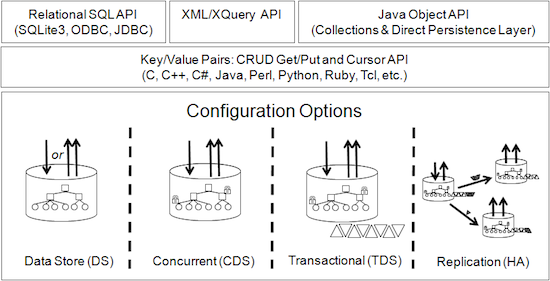 Relational SQL API
(SQLite3, ODBC, JDBC)
XML/XQuery API
Java Object API
(Collections & Direct Persistence Layer)
Key/Value Pairs: CRUD Get/Put and Cursor API
(C, C++, C#, Java, Perl, Python, Ruby, Tcl, etc.)
Configuration Options
or
Data Store (DS)
Concurrent (CDS)
Transactional (TDS)
Replication (HA)